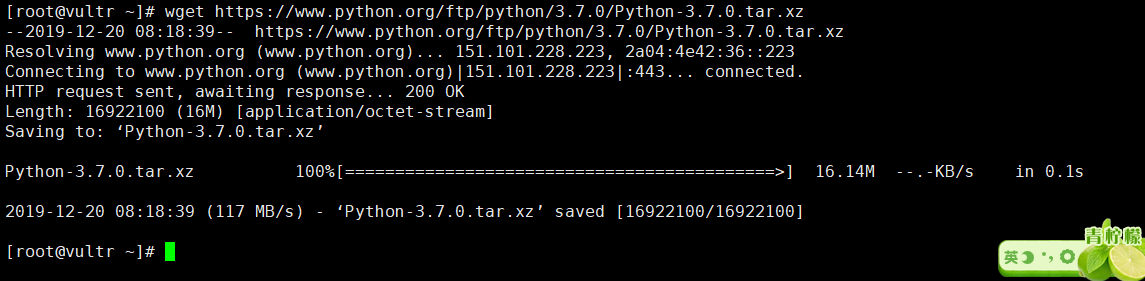 [root@vultr ~]# wget https://www.python.org/ftp/python/3.7.0/Python-3.7.0.tar.xz
--2019-12-20 08:18:39--  https://www.python.org/ftp/python/3.7.0/Python-3.7.0.tar.xz
Resolving www.python.org (www.python.org)... 151.101.228.223, 2a04:4e42:36::223
Connecting to www.python.org (www.python.org)|151.101.228.223|:443... connected.
HTTP request sent, awaiting response... 200 OK
Length: 16922100 (16M) [application/octet-stream]
Saving to: ‘Python-3.7.0.tar.xz’
Python-3.7.0.tar.xz 100%[===========================================>] 16.14M --.-KB/s in 0.1s
2019-12-20 08:18:39 (117 MB/s) - ‘Python-3.7.0.tar.xz’ saved [16922100/16922100]
[root@vultr ~]#
青柠檬
英